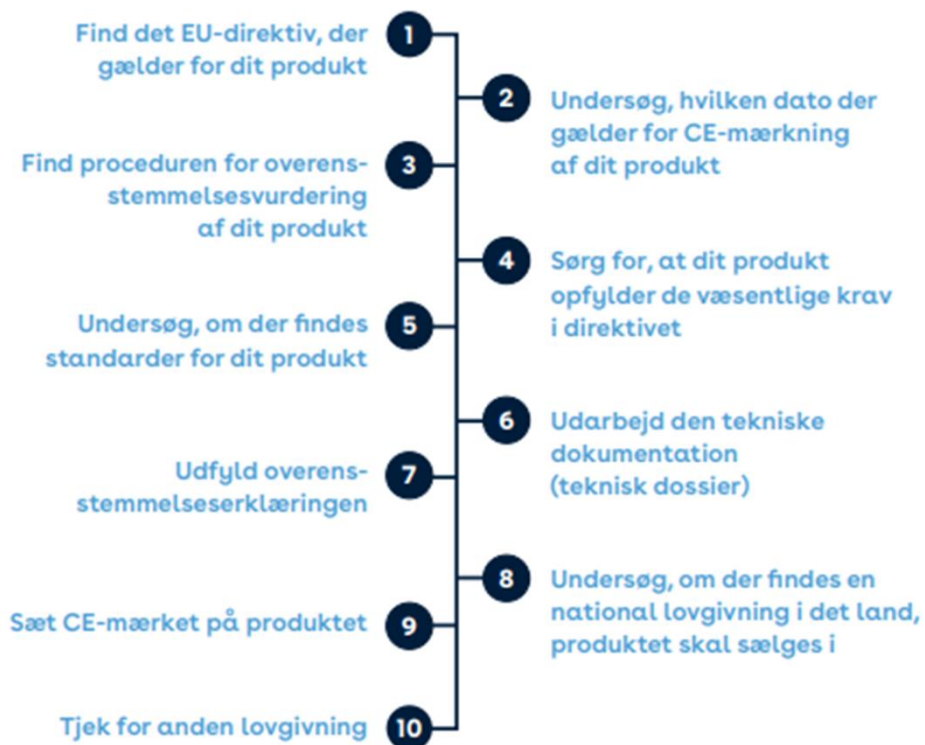 1
Find det EU-direktiv, der
gælder for dit produkt
2
Undersøg, hvilken dato der
gælder for CE-mærkning
af dit produkt
3
Find proceduren for overens-
stemmelsesvurdering
af dit produkt
4
Sørg for, at dit produkt
opfylder de væsentlige krav
i direktivet
5
Undersøg, om der findes
standarder for dit produkt
6
Udarbejd den tekniske
dokumentation
(teknisk dossier)
7
Udfyld overens-
stemmelseserklæringen
8
Undersøg, om der findes en
national lovgivning i det land,
produktet skal sælges i
9
Sæt CE-mærket på produktet
10
Tjek for anden lovgivning